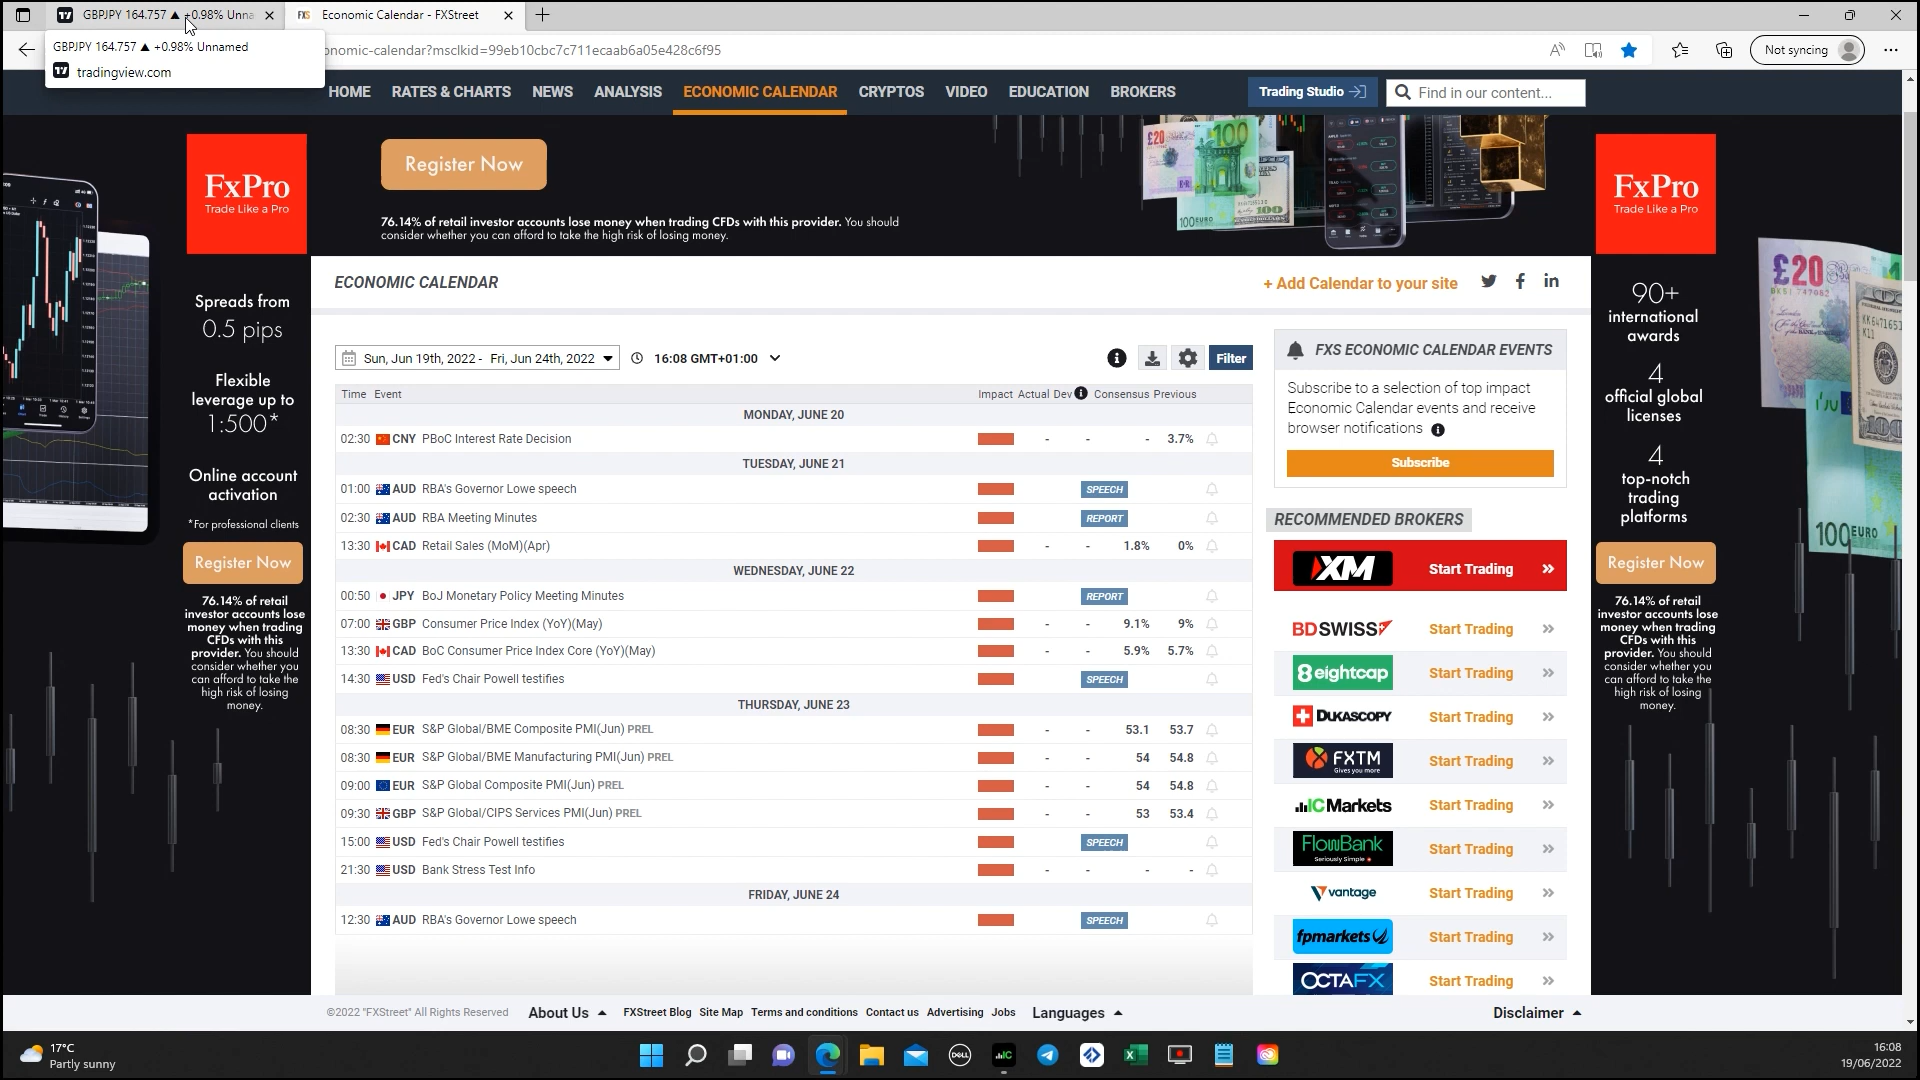 GBPJPY 164.757 ▲ +0.98% Unna
Economic Calendar - FXStreet
GBPJPY 164.757 ▲ +0.98% Unnamed
tradingview.com
onomic-calendar?msclkid=99eb10cbc7c711ecaab6a05e428c6f95
Not syncing
HOME RATES & CHARTS NEWS ANALYSIS ECONOMIC CALENDAR CRYPTOS VIDEO EDUCATION BROKERS
Trading Studio
Find in our content...
Register Now
76.14% of retail investor accounts lose money when trading CFDs with this provider. You should
consider whether you can afford to take the high risk of losing money.
FxPro
Trade Like a Pro
Spreads from
0.5 pips
Flexible
leverage up to
1:500*
Online account
activation
*For professional clients
Register Now
76.14% of retail
investor accounts lose
money when trading
CFDs with this
provider. You should
consider whether you
can afford to take the
high risk of losing
money.
ECONOMIC CALENDAR
+ Add Calendar to your site
Sun, Jun 19th, 2022 - Fri, Jun 24th, 2022
16:08 GMT+01:00
Filter
Time Event Impact Actual Dev Consensus Previous
MONDAY, JUNE 20
02:30 CNY PBoC Interest Rate Decision - - - 3.7%
TUESDAY, JUNE 21
01:00 AUD RBA's Governor Lowe speech SPEECH
02:30 AUD RBA Meeting Minutes REPORT
13:30 CAD Retail Sales (MoM)(Apr) - - 1.8% 0%
WEDNESDAY, JUNE 22
00:50 JPY BoJ Monetary Policy Meeting Minutes REPORT
07:00 GBP Consumer Price Index (YoY)(May) - - 9.1% 9%
13:30 CAD BoC Consumer Price Index Core (YoY)(May) - - 5.9% 5.7%
14:30 USD Fed's Chair Powell testifies SPEECH
THURSDAY, JUNE 23
08:30 EUR S&P Global/BME Composite PMI(Jun) PREL - - 53.1 53.7
08:30 EUR S&P Global/BME Manufacturing PMI(Jun) PREL - - 54 54.8
09:00 EUR S&P Global Composite PMI(Jun) PREL - - 54 54.8
09:30 GBP S&P Global/CIPS Services PMI(Jun) PREL - - 53 53.4
15:00 USD Fed's Chair Powell testifies SPEECH
21:30 USD Bank Stress Test Info - - - -
FRIDAY, JUNE 24
12:30 AUD RBA's Governor Lowe speech SPEECH
FXS ECONOMIC CALENDAR EVENTS
Subscribe to a selection of top impact
Economic Calendar events and receive
browser notifications
Subscribe
RECOMMENDED BROKERS
XM Start Trading »
BDSWISS Start Trading »
8eightcap Start Trading »
DUKASCOPY Start Trading »
FXTM Gives you more Start Trading »
IC Markets Start Trading »
FlowBank Seriously Simple Start Trading »
vantage Start Trading »
fpmarkets Start Trading »
OCTAFX Start Trading »
FxPro
Trade Like a Pro
90+
international
awards
4
official global
licenses
4
top-notch
trading
platforms
Register Now
76.14% of retail
investor accounts lose
money when trading
CFDs with this
provider. You should
consider whether you
can afford to take the
high risk of losing
money.
£20
100
100EURO
£20
100EURO
©2022 "FXStreet" All Rights Reserved
About Us
FXStreet Blog Site Map Terms and conditions Contact us Advertising Jobs
Languages
Disclaimer
17°C
Partly sunny
DELL
16:08
19/06/2022